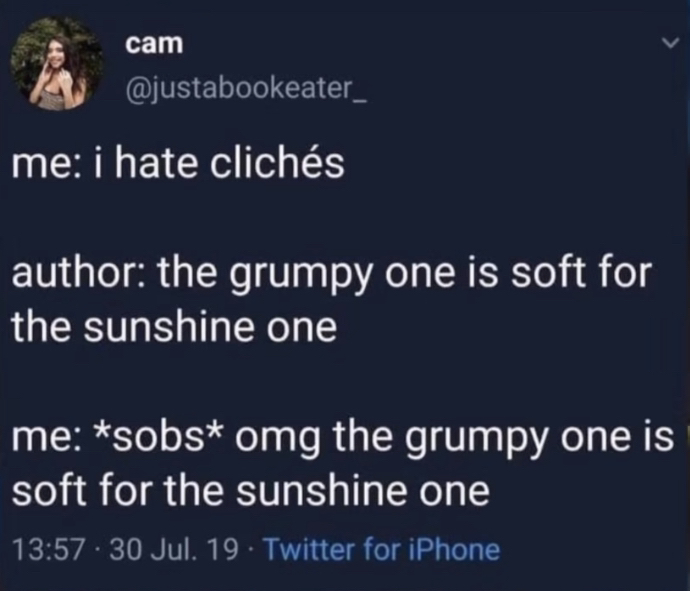 cam
@justabookeater_
me: i hate clichés
author: the grumpy one is soft for
the sunshine one
me: *sobs* omg the grumpy one is
soft for the sunshine one
13:57 · 30 Jul. 19 · Twitter for iPhone